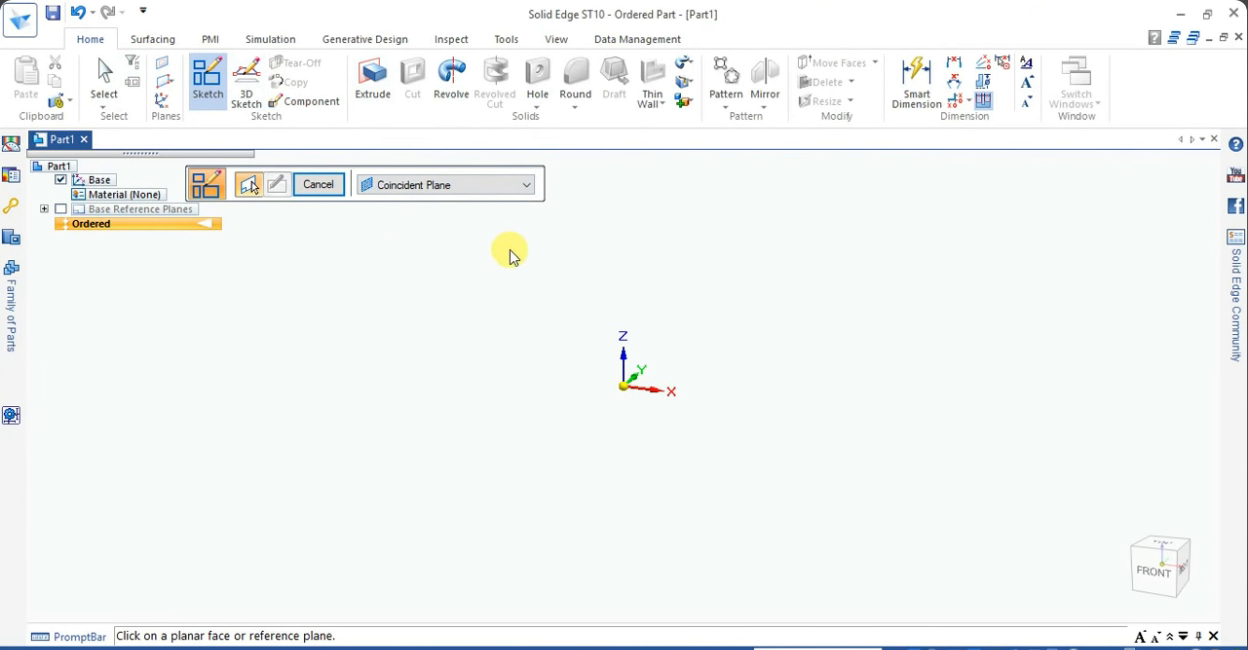 Solid Edge ST10 - Ordered Part - [Part1]
Home Surfacing PMI Simulation Generative Design Inspect Tools View Data Management
Paste
Clipboard
Select
Select
Planes
Sketch
3D Sketch
Tear-Off
Copy
Component
Sketch
Extrude
Cut
Revolve
Revolved Cut
Hole
Round
Draft
Thin Wall
Solids
Pattern
Mirror
Pattern
Move Faces
Delete
Resize
Modify
Smart Dimension
Dimension
Switch Windows
Window
Part1
Part1
Base
Material (None)
Base Reference Planes
Ordered
Cancel
Coincident Plane
Family of Parts
YouTube
Solid Edge Community
Z
Y
X
FRONT
PromptBar
Click on a planar face or reference plane.